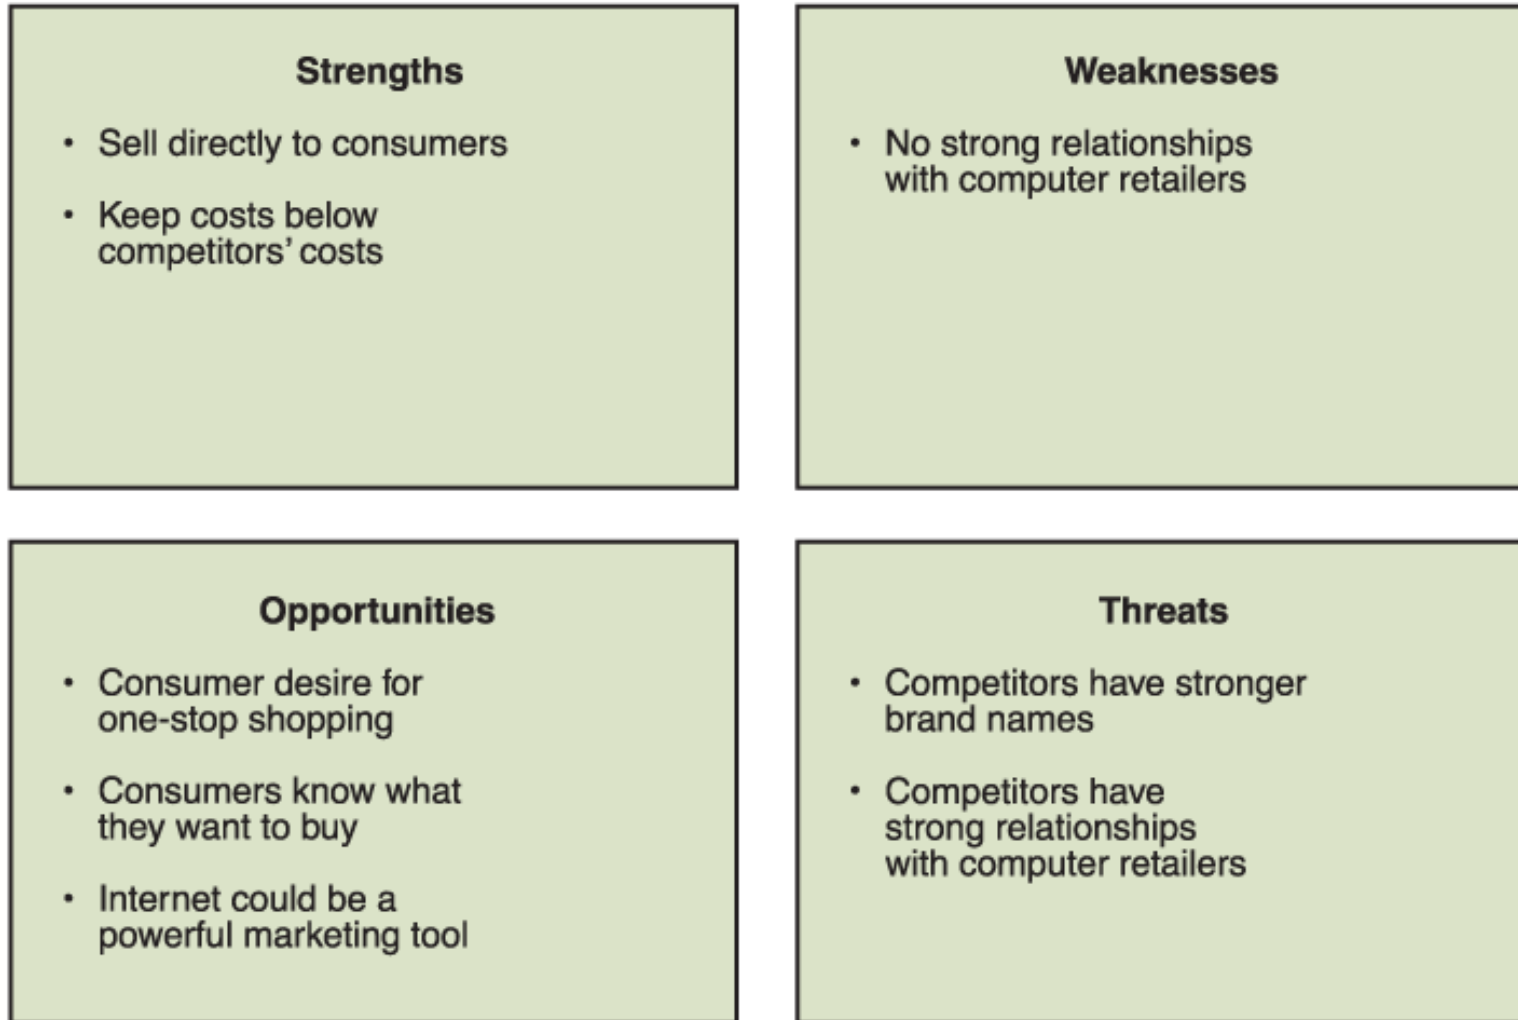 Strengths
• Sell directly to consumers
• Keep costs below
competitors’ costs
Weaknesses
• No strong relationships
with computer retailers
Opportunities
• Consumer desire for
one-stop shopping
• Consumers know what
they want to buy
• Internet could be a
powerful marketing tool
Threats
• Competitors have stronger
brand names
• Competitors have
strong relationships
with computer retailers